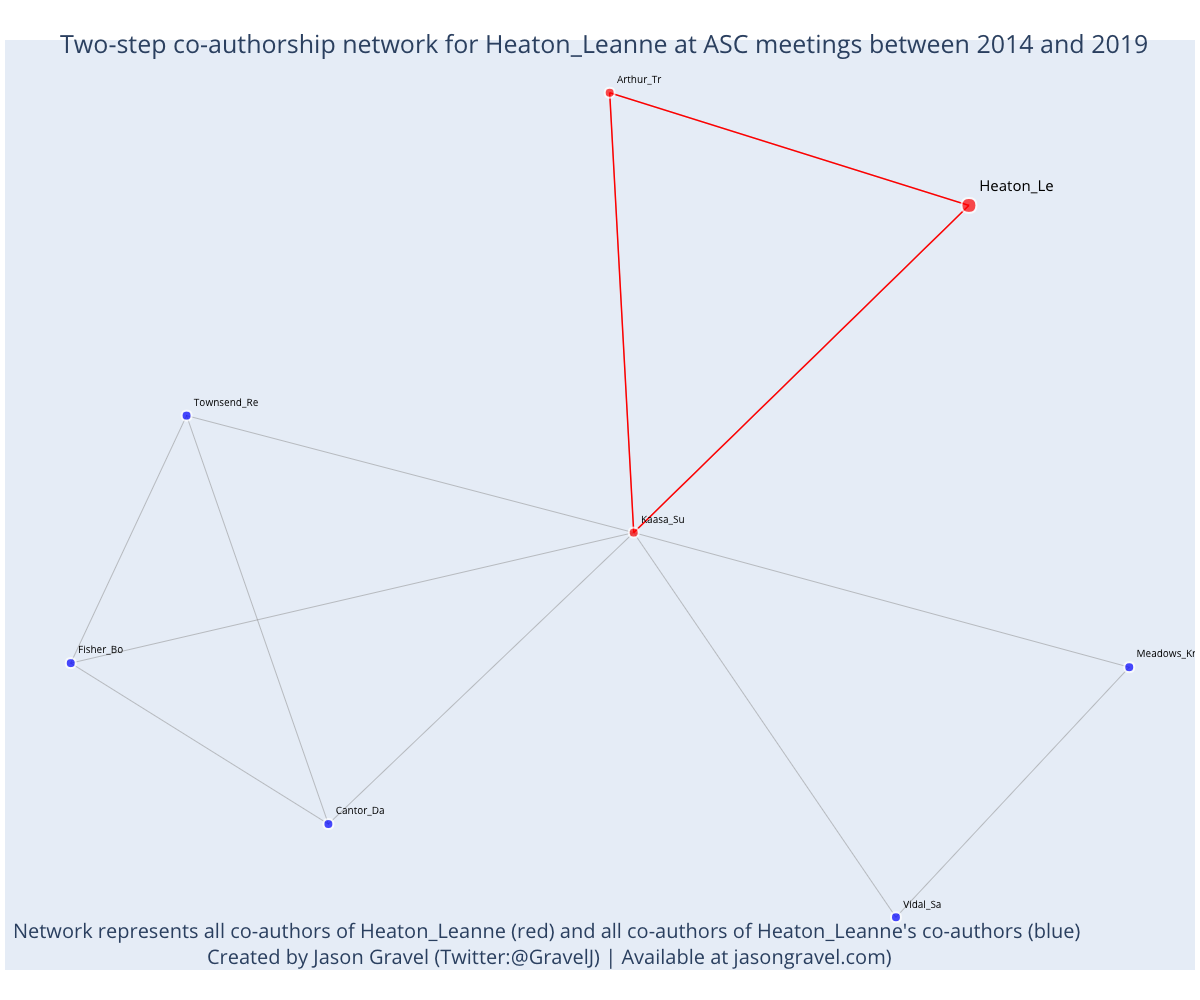 Two-step co-authorship network for Heaton_Leanne at ASC meetings between 2014 and 2019
Arthur_Tr
Heaton_Le
Townsend_Re
Kaasa_Su
Fisher_Bo
Meadows_Kr
Cantor_Da
Vidal_Sa
Network represents all co-authors of Heaton_Leanne (red) and all co-authors of Heaton_Leanne's co-authors (blue)
Created by Jason Gravel (Twitter:@GravelJ) | Available at jasongravel.com)